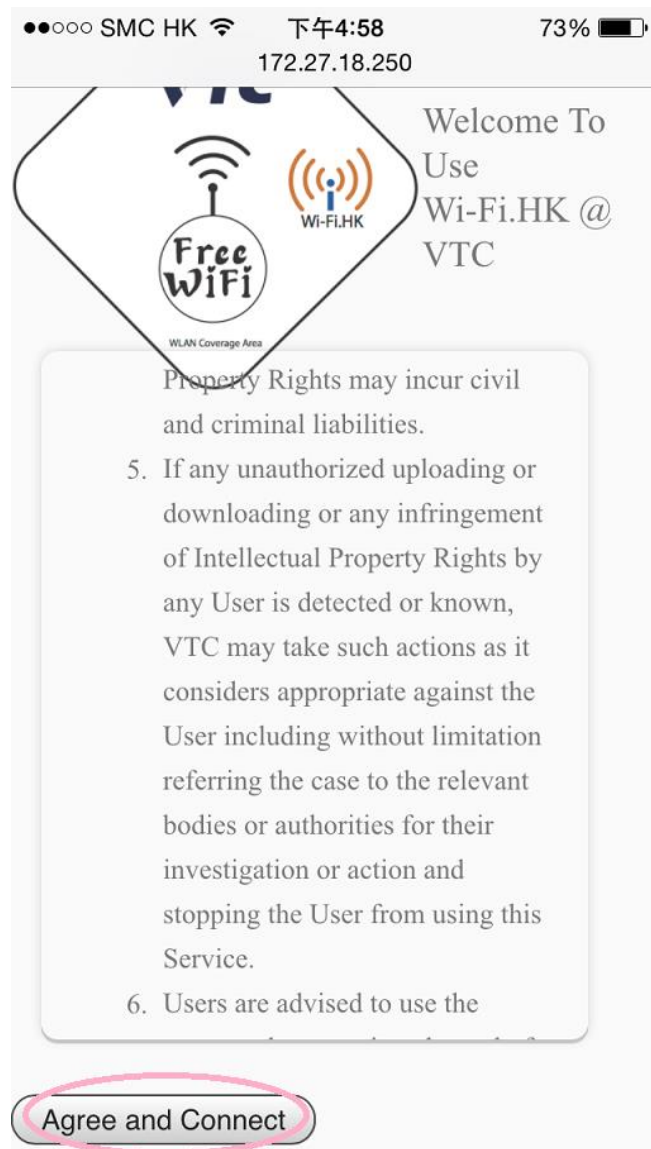 SMC HK 下午4:58 73%
172.27.18.250
VTC
Wi-Fi.HK
Free
WiFi
WLAN Coverage Area
Welcome To
Use
Wi-Fi.HK @
VTC
Property Rights may incur civil
and criminal liabilities.
5. If any unauthorized uploading or
downloading or any infringement
of Intellectual Property Rights by
any User is detected or known,
VTC may take such actions as it
considers appropriate against the
User including without limitation
referring the case to the relevant
bodies or authorities for their
investigation or action and
stopping the User from using this
Service.
6. Users are advised to use the
Agree and Connect